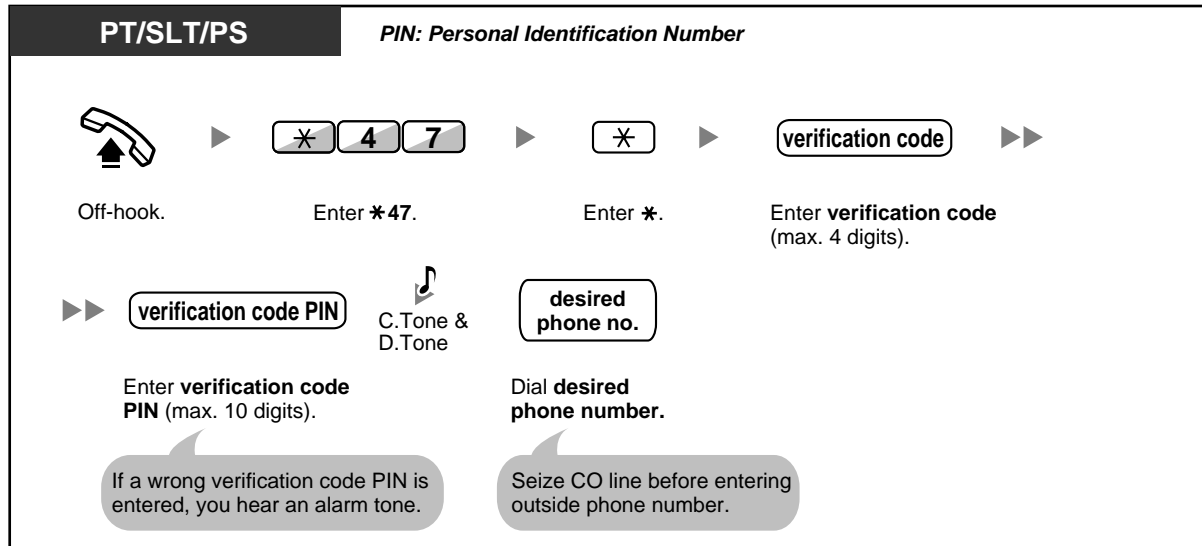 PT/SLT/PS
PIN: Personal Identification Number
* 4 7
*
verification code
Off-hook.
Enter *47.
Enter *.
Enter verification code
(max. 4 digits).
verification code PIN
C.Tone &
D.Tone
desired
phone no.
Enter verification code
PIN (max. 10 digits).
Dial desired
phone number.
If a wrong verification code PIN is
entered, you hear an alarm tone.
Seize CO line before entering
outside phone number.